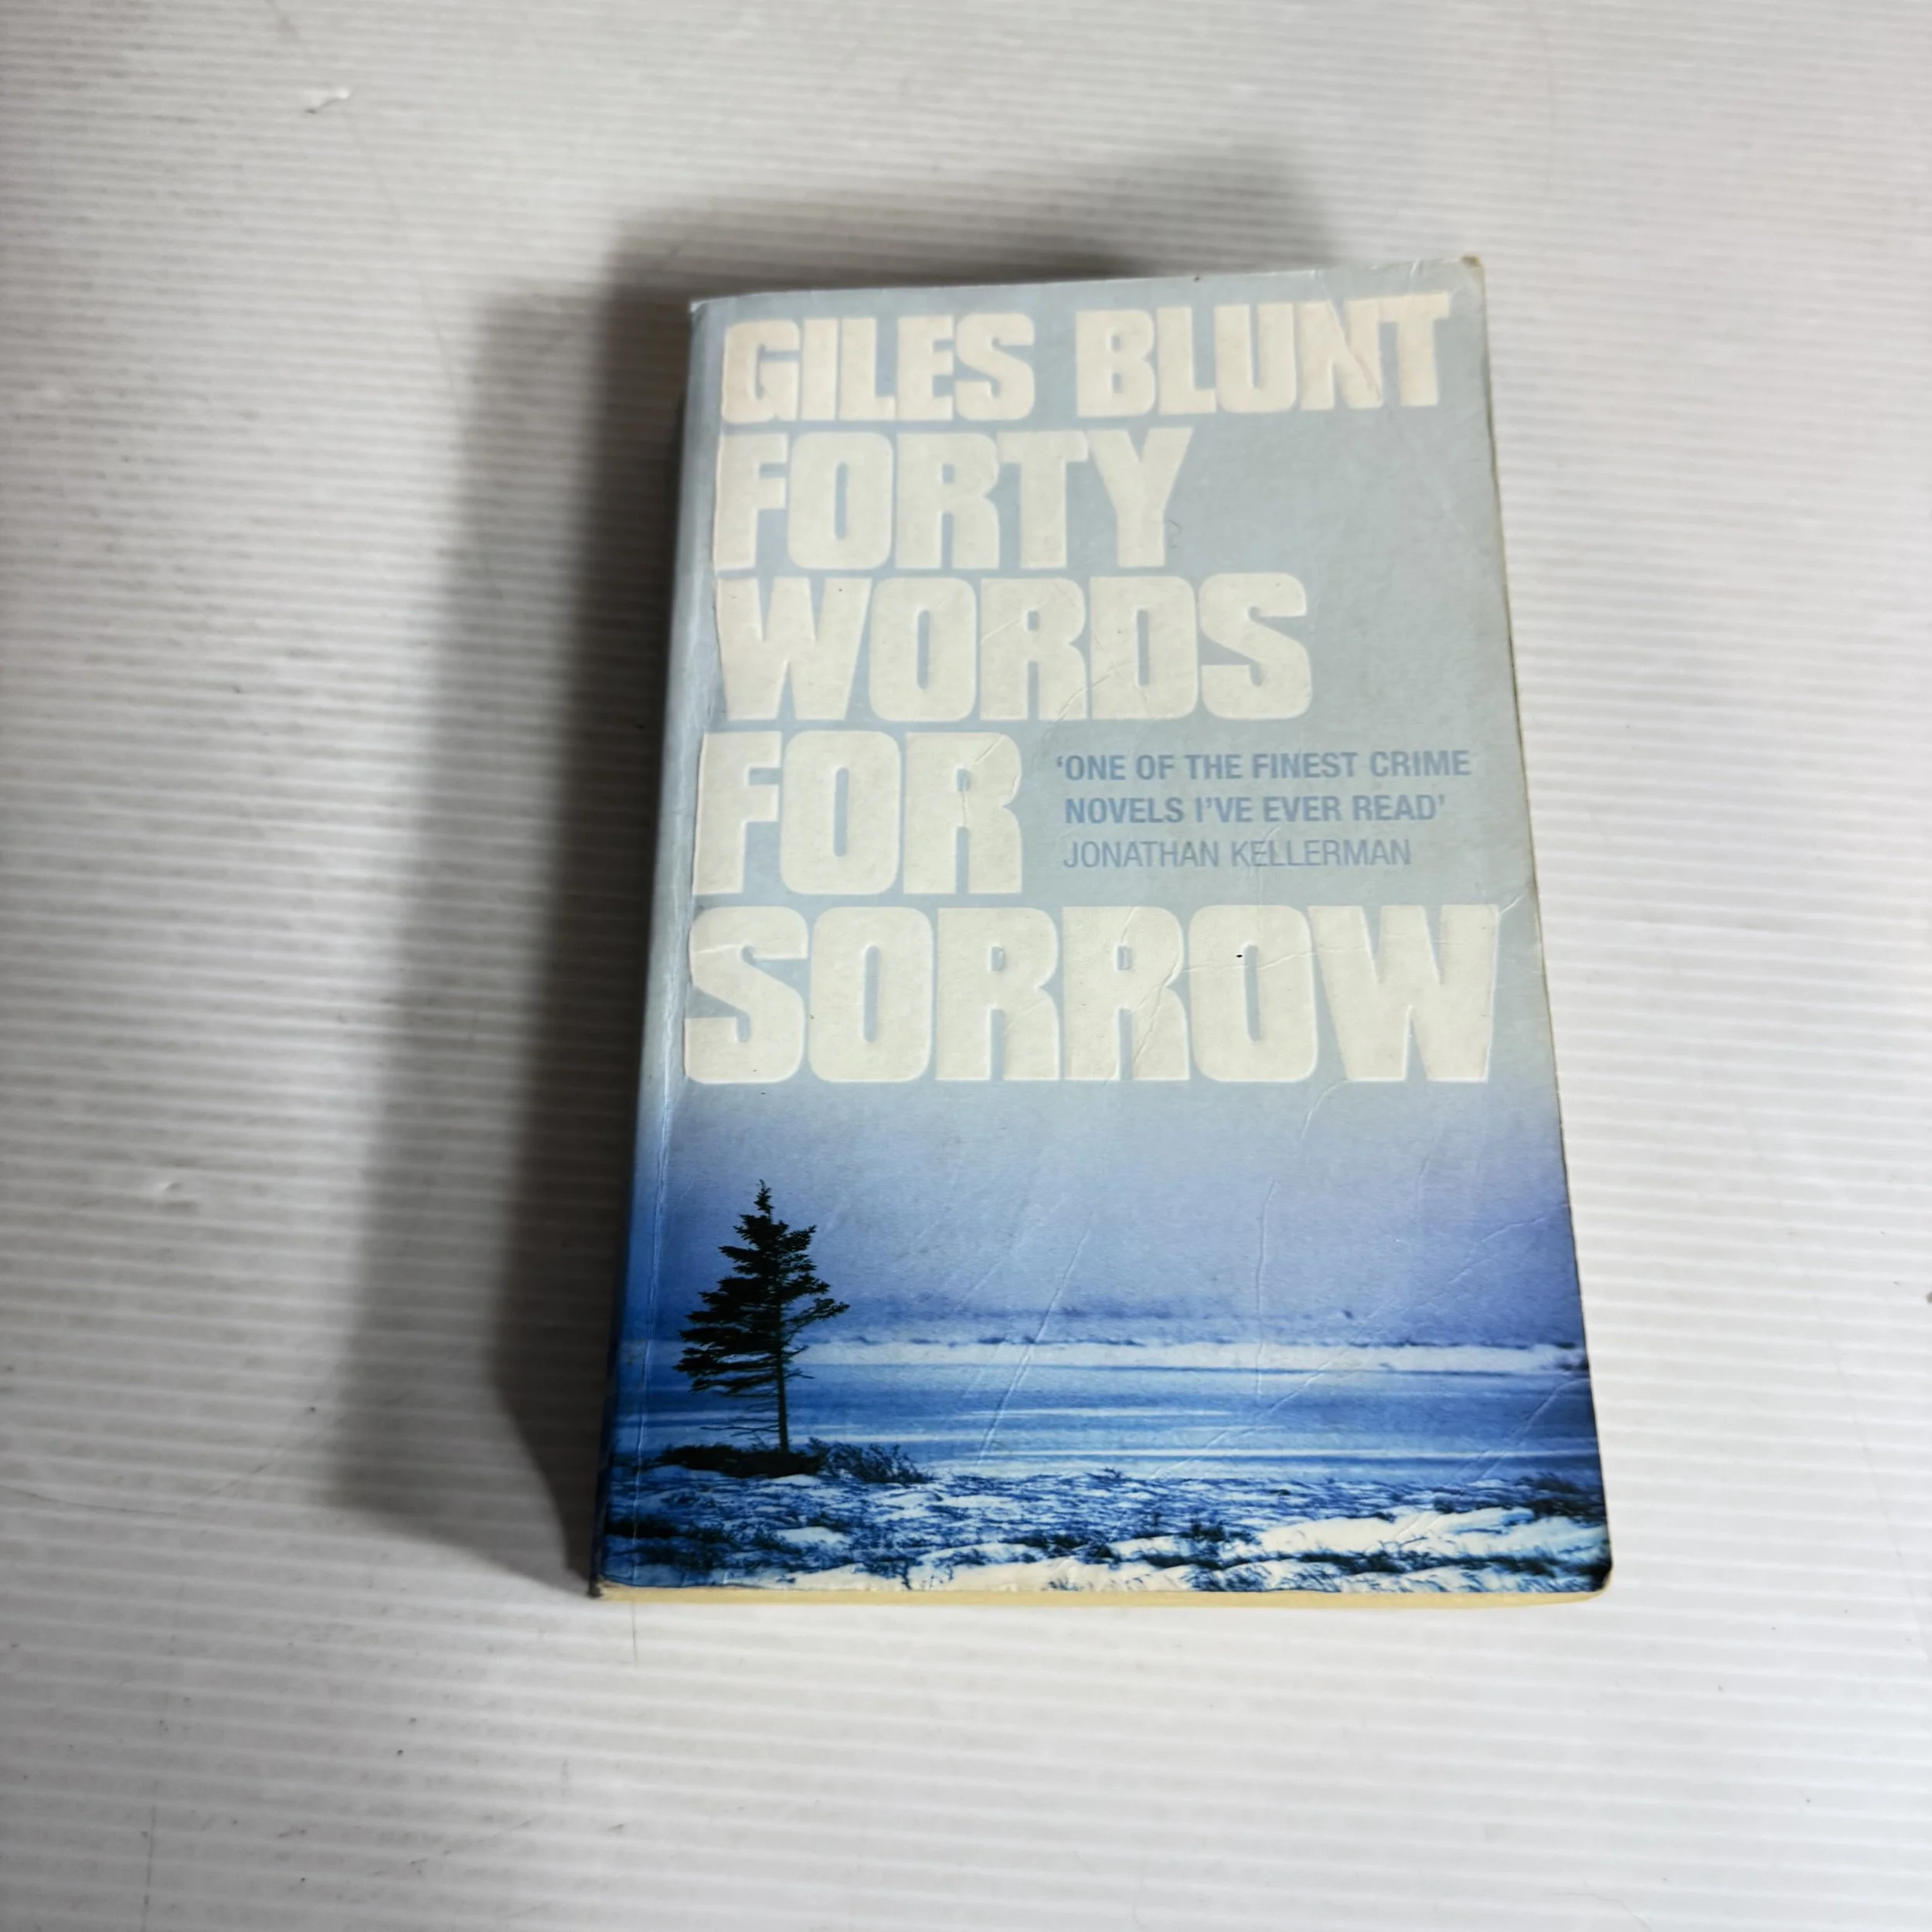 GILES BLUNT
FORTY
WORDS
FOR
‘ONE OF THE FINEST CRIME
NOVELS I’VE EVER READ’
JONATHAN KELLERMAN
SORROW